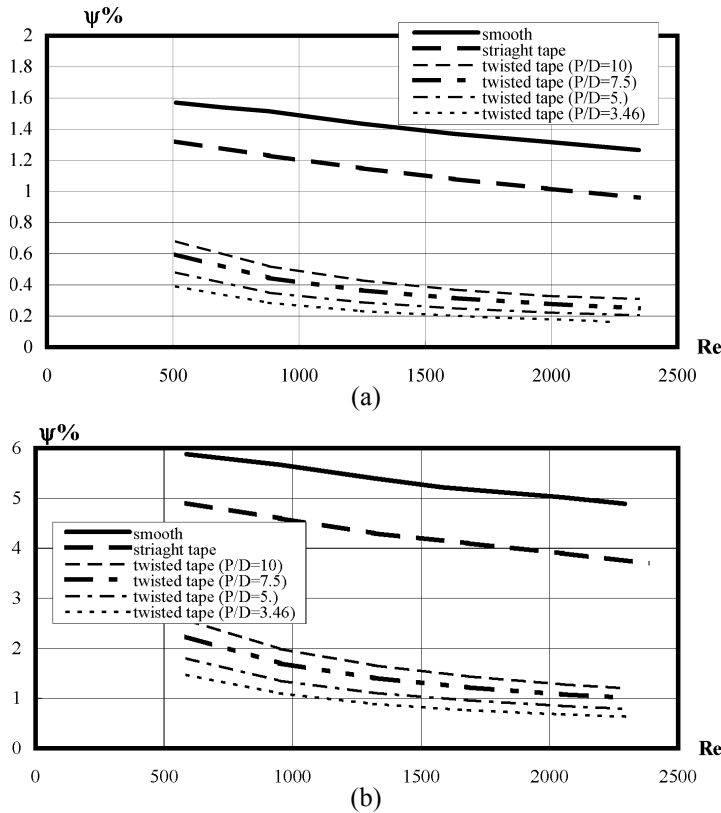 ψ%
smooth
striaght tape
twisted tape (P/D=10)
twisted tape (P/D=7.5)
twisted tape (P/D=5.)
twisted tape (P/D=3.46)
2
1.8
1.6
1.4
1.2
1
0.8
0.6
0.4
0.2
0
Re
0 500 1000 1500 2000 2500
(a)
ψ%
6
5
4
3
2
1
0
smooth
striaght tape
twisted tape (P/D=10)
twisted tape (P/D=7.5)
twisted tape (P/D=5.)
twisted tape (P/D=3.46)
Re
0 500 1000 1500 2000 2500
(b)